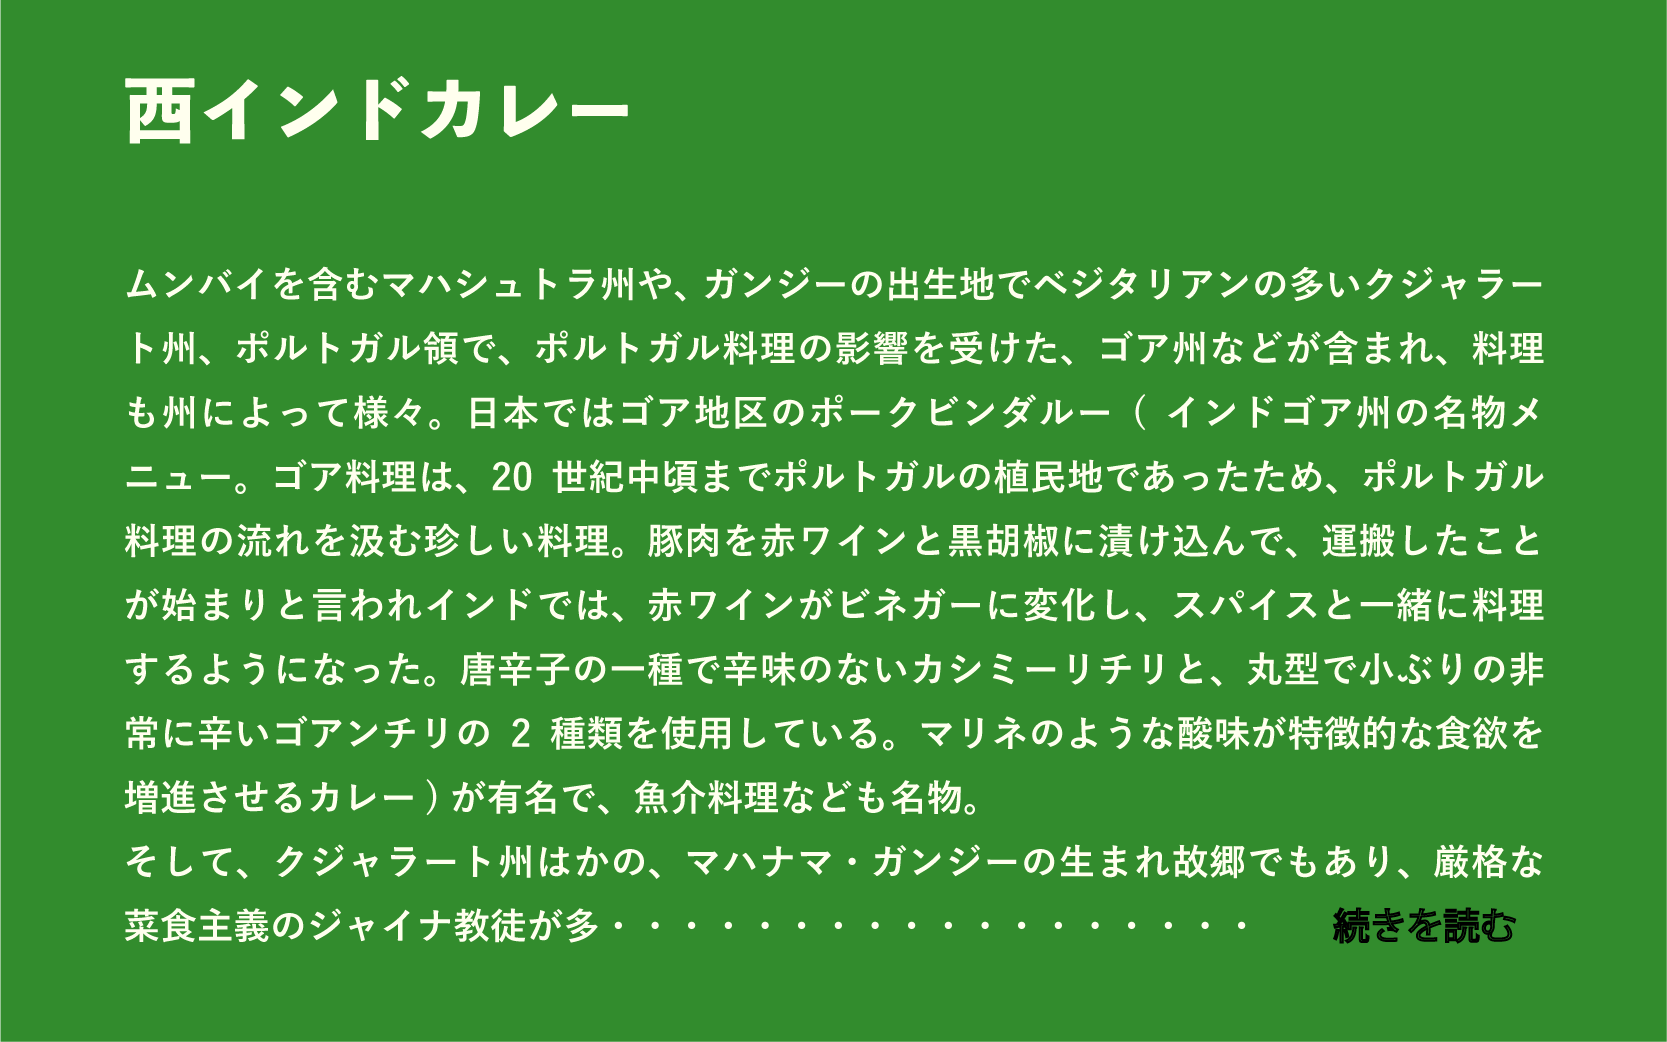 西インドカレー
ムンバイを含むマハシュトラ州や、ガンジーの出生地でベジタリアンの多いクジャラー
ト州、ポルトガル領で、ポルトガル料理の影響を受けた、ゴア州などが含まれ、料理
も州によって様々。日本ではゴア地区のポークビンダルー ( インドゴア州の名物メ
ニュー。ゴア料理は、20 世紀中頃までポルトガルの植民地であったため、ポルトガル
料理の流れを汲む珍しい料理。豚肉を赤ワインと黒胡椒に漬け込んで、運搬したこと
が始まりと言われインドでは、赤ワインがビネガーに変化し、スパイスと一緒に料理
するようになった。唐辛子の一種で辛味のないカシミーリチリと、丸型で小ぶりの非
常に辛いゴアンチリの 2 種類を使用している。マリネのような酸味が特徴的な食欲を
増進させるカレー ) が有名で、魚介料理なども名物。
そして、クジャラート州はかの、マハナマ・ガンジーの生まれ故郷でもあり、厳格な
菜食主義のジャイナ教徒が多・・・・・・・・・・・・・・・・・・ 続きを読む